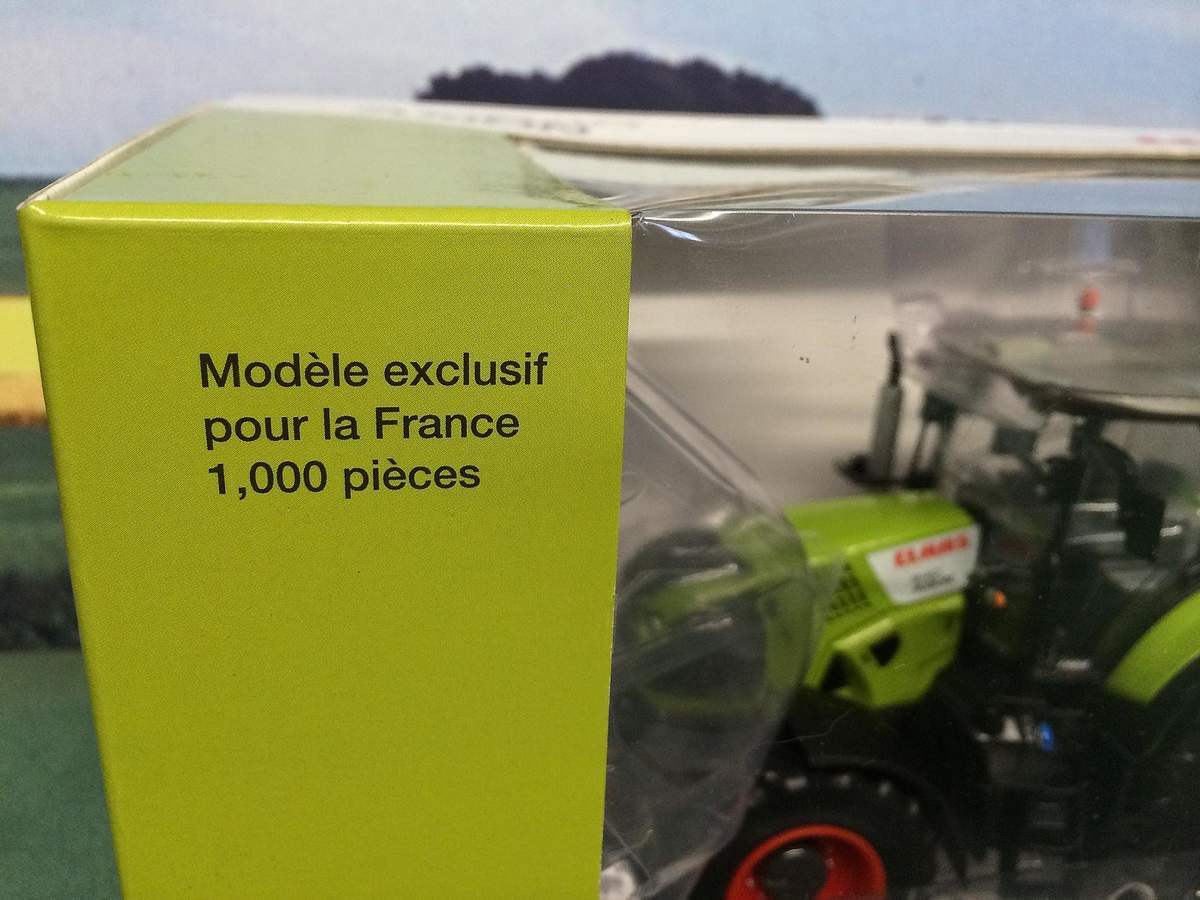 Modèle exclusif
pour la France
1,000 pièces
CLAAS